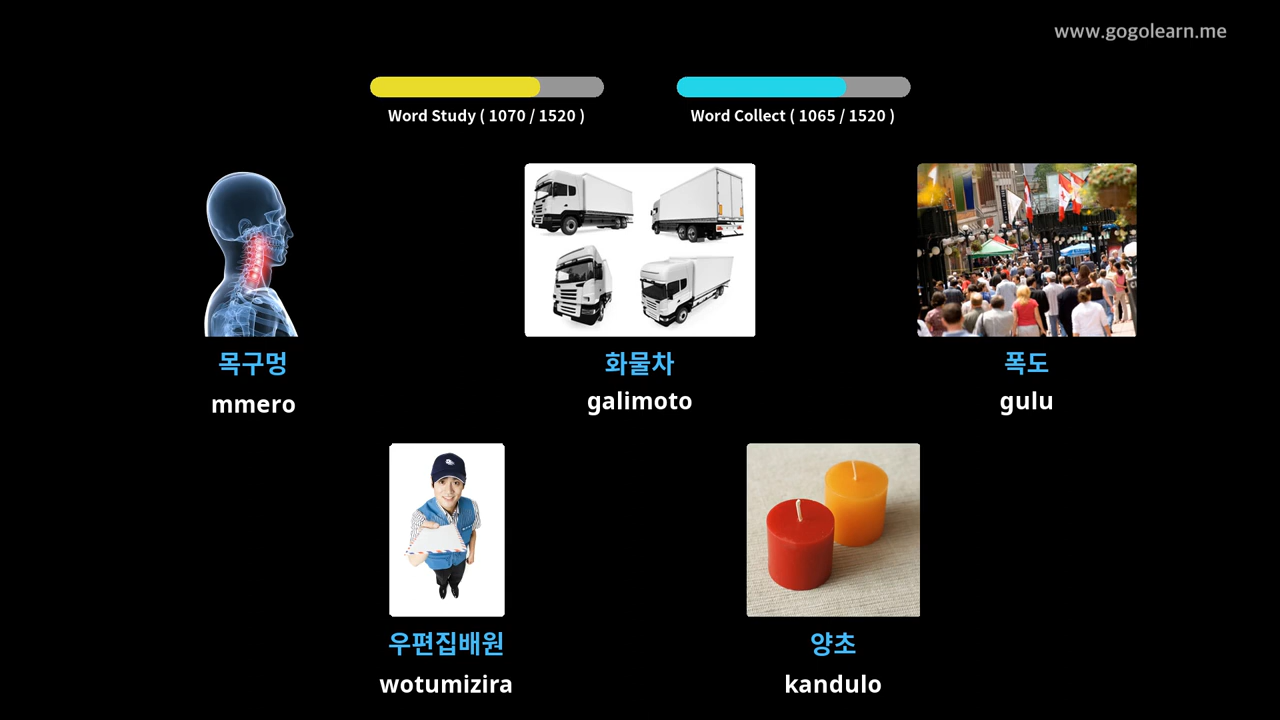 www.gogolearn.me
Word Study ( 1070 / 1520 )
Word Collect ( 1065 / 1520 )
목구멍
mmero
화물차
galimoto
폭도
gulu
우편집배원
wotumizira
양초
kandulo